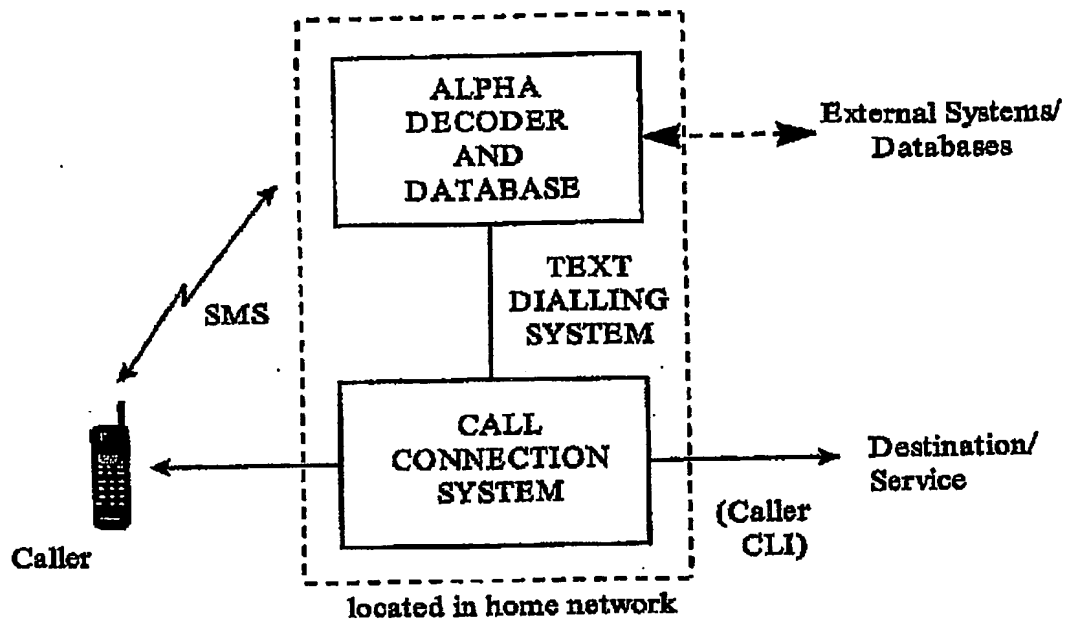 ALPHA
DECODER
AND
DATABASE
External Systems/
Databases
SMS
TEXT
DIALLING
SYSTEM
CALL
CONNECTION
SYSTEM
Destination/
Service
(Caller
CLI)
Caller
located in home network